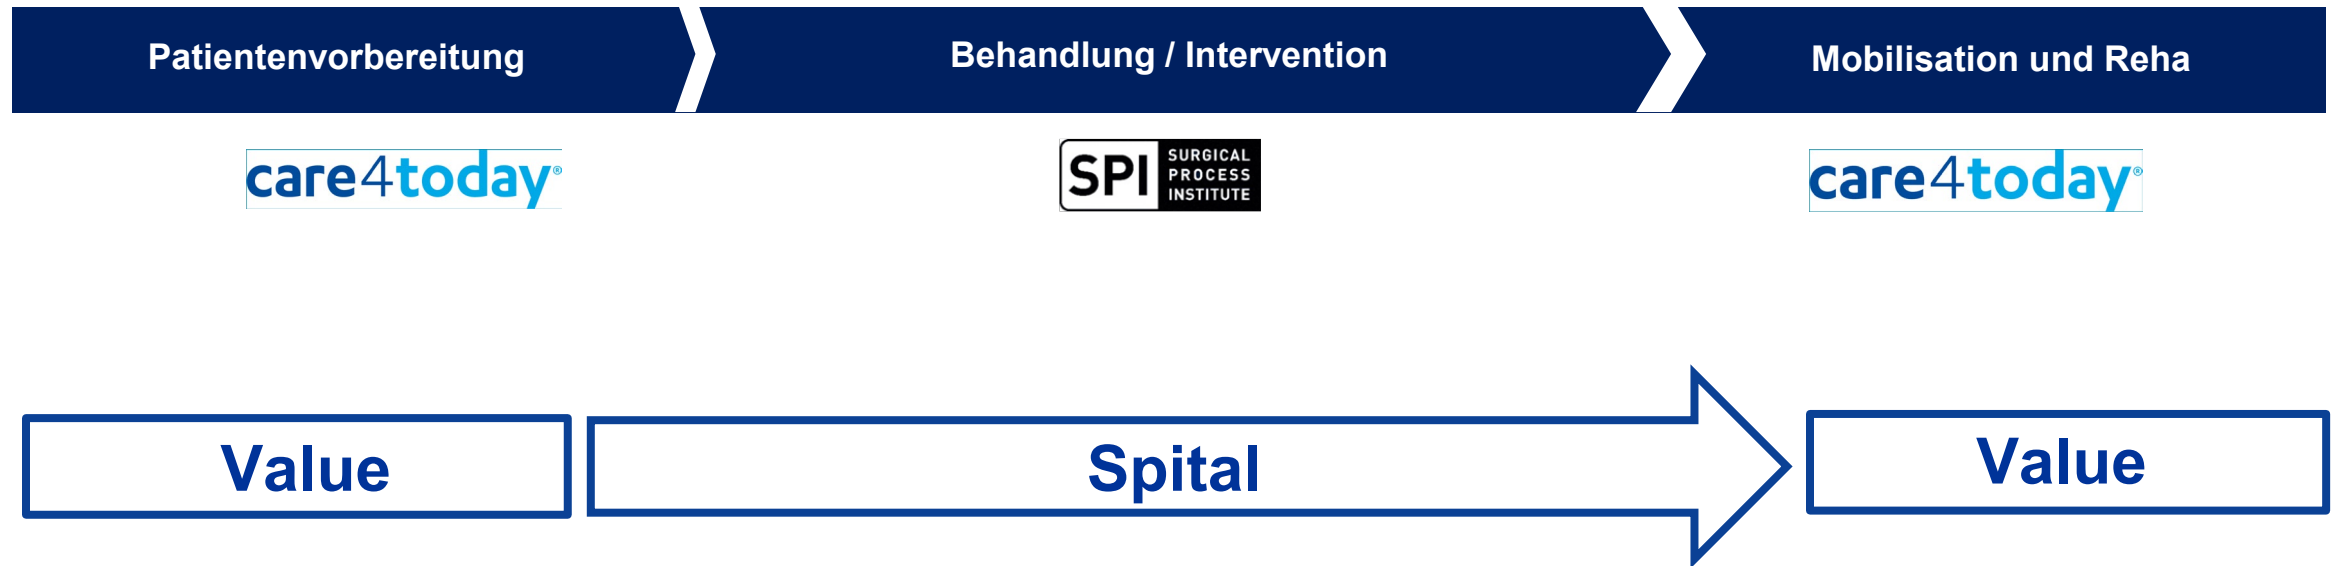 Patientenvorbereitung
Behandlung / Intervention
Mobilisation und Reha
care4today®
SPI SURGICAL
PROCESS
INSTITUTE
care4today®
Value
Spital
Value